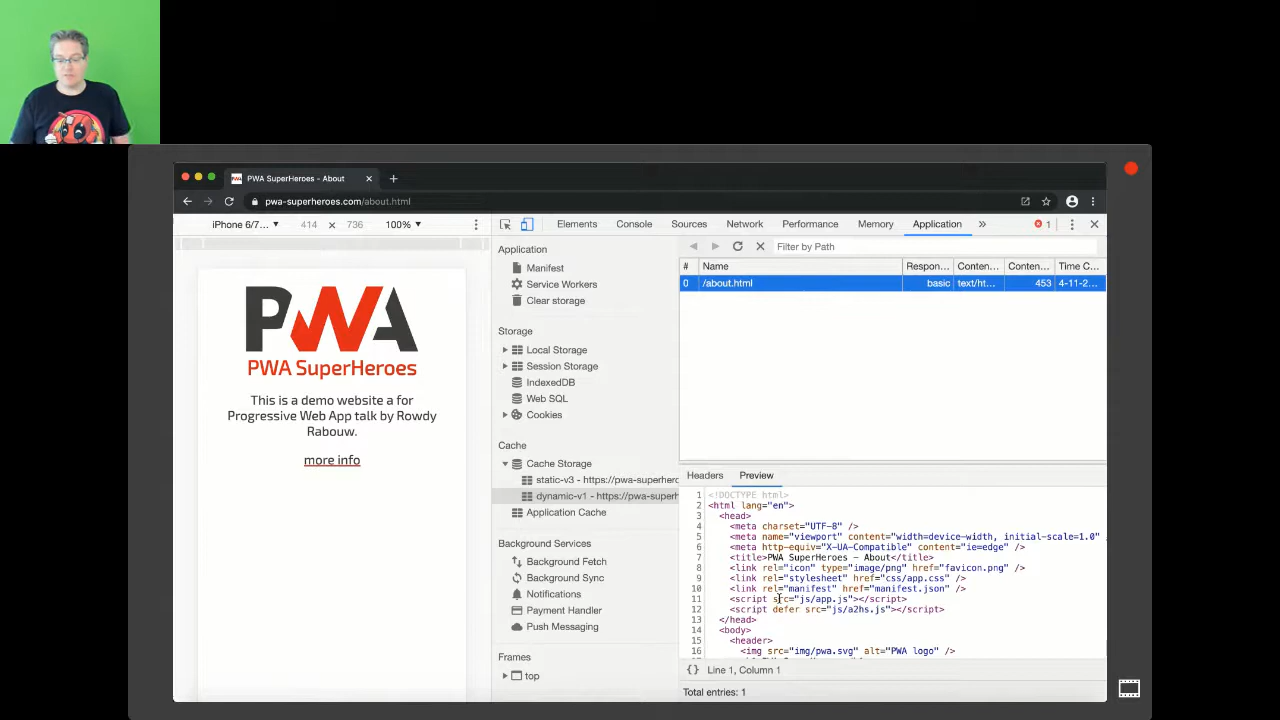 PWA SuperHeroes - About
pwa-superheroes.com/about.html
iPhone 6/7... 414 × 736 100%
Elements Console Sources Network Performance Memory Application » 1
Application
Manifest
Service Workers
Clear storage
Storage
Local Storage
Session Storage
IndexedDB
Web SQL
Cookies
Cache
Cache Storage
static-v3 - https://pwa-superhero
dynamic-v1 - https://pwa-superh
Application Cache
Background Services
Background Fetch
Background Sync
Notifications
Payment Handler
Push Messaging
Frames
top
Filter by Path
# Name Respon... Conten... Conten... Time C...
0 /about.html basic text/ht... 453 4-11-2...
PWA
PWA SuperHeroes
This is a demo website a for
Progressive Web App talk by Rowdy
Rabouw.
more info
Headers Preview
1 <!DOCTYPE html>
2 <html lang="en">
3 <head>
4 <meta charset="UTF-8" />
5 <meta name="viewport" content="width=device-width, initial-scale=1.0"
6 <meta http-equiv="X-UA-Compatible" content="ie=edge" />
7 <title>PWA SuperHeroes - About</title>
8 <link rel="icon" type="image/png" href="favicon.png" />
9 <link rel="stylesheet" href="css/app.css" />
10 <link rel="manifest" href="manifest.json" />
11 <script src="js/app.js"></script>
12 <script defer src="js/a2hs.js"></script>
13 </head>
14 <body>
15 <header>
16 <img src="img/pwa.svg" alt="PWA logo" />
{} Line 1, Column 1
Total entries: 1